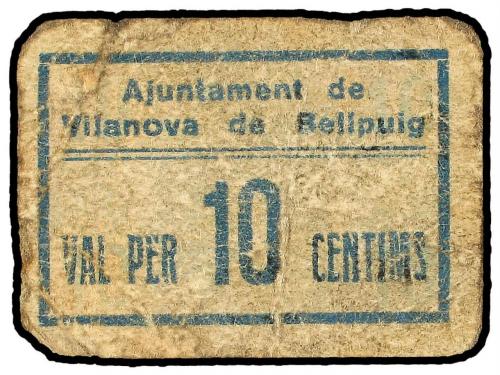 Ajuntament de
Vilanova de Bellpuig
VAL PER 10 CENTIMS